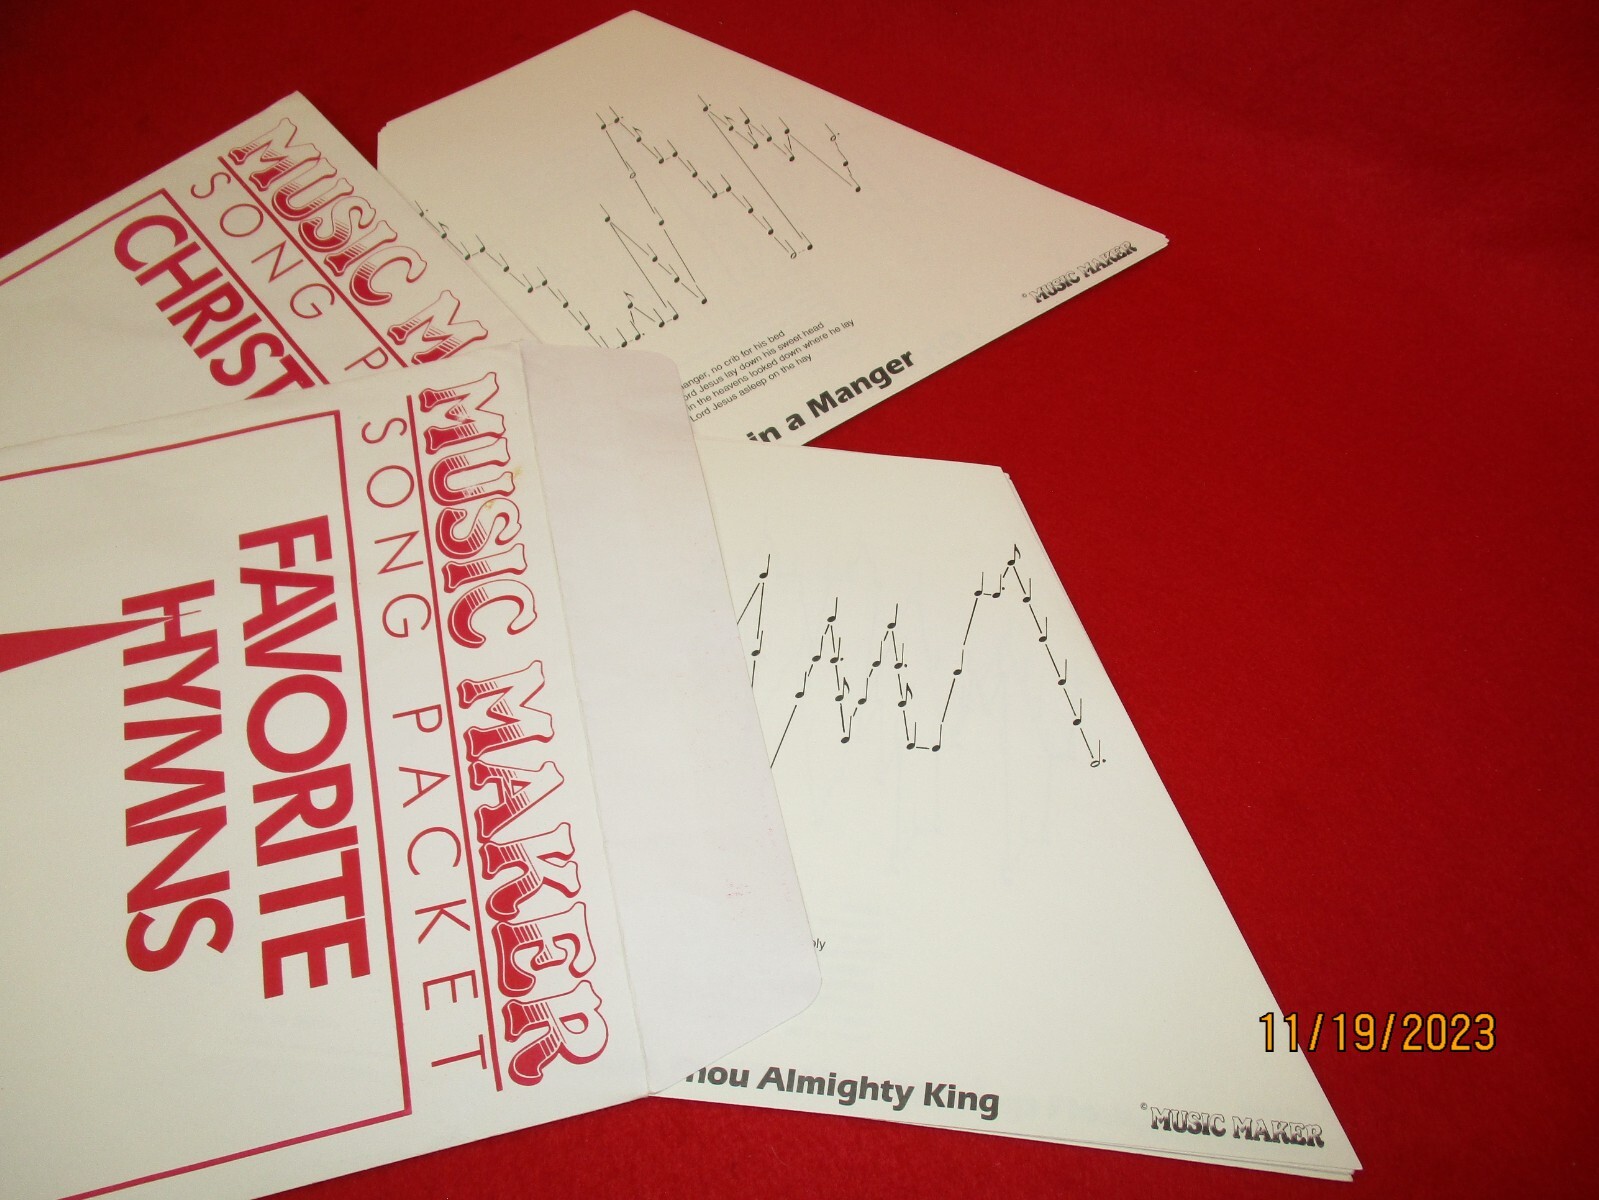 MUSIC M
SONG P
CHRIST
anger, no crib for his bed
ord Jesus lay down his sweet head
in the heavens looked down where he lay
Lord Jesus asleep on the hay
in a Manger
© MUSIC MAKER
MUSIC MAKER
SONG PACKET
FAVORITE
HYMNS
ely
hou Almighty King
© MUSIC MAKER
11/19/2023